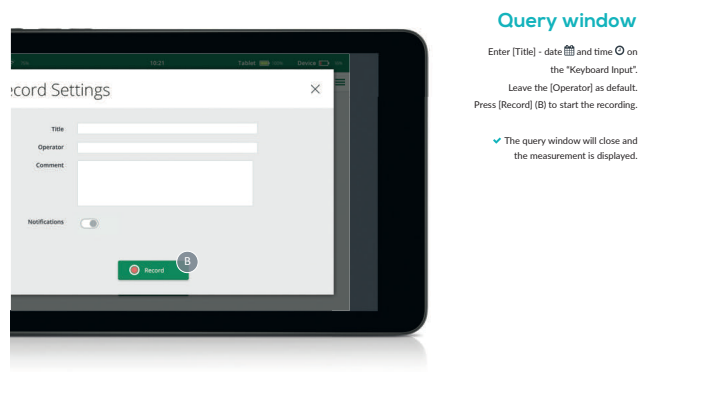 Query window
Enter [Title] - date and time on
the “Keyboard Input”.
Leave the [Operator] as default.
Press [Record] (B) to start the recording.
✔ The query window will close and
the measurement is displayed.
10:21 Tablet Device
ecord Settings
Title
Operator
Comment
Notifications
Record
B